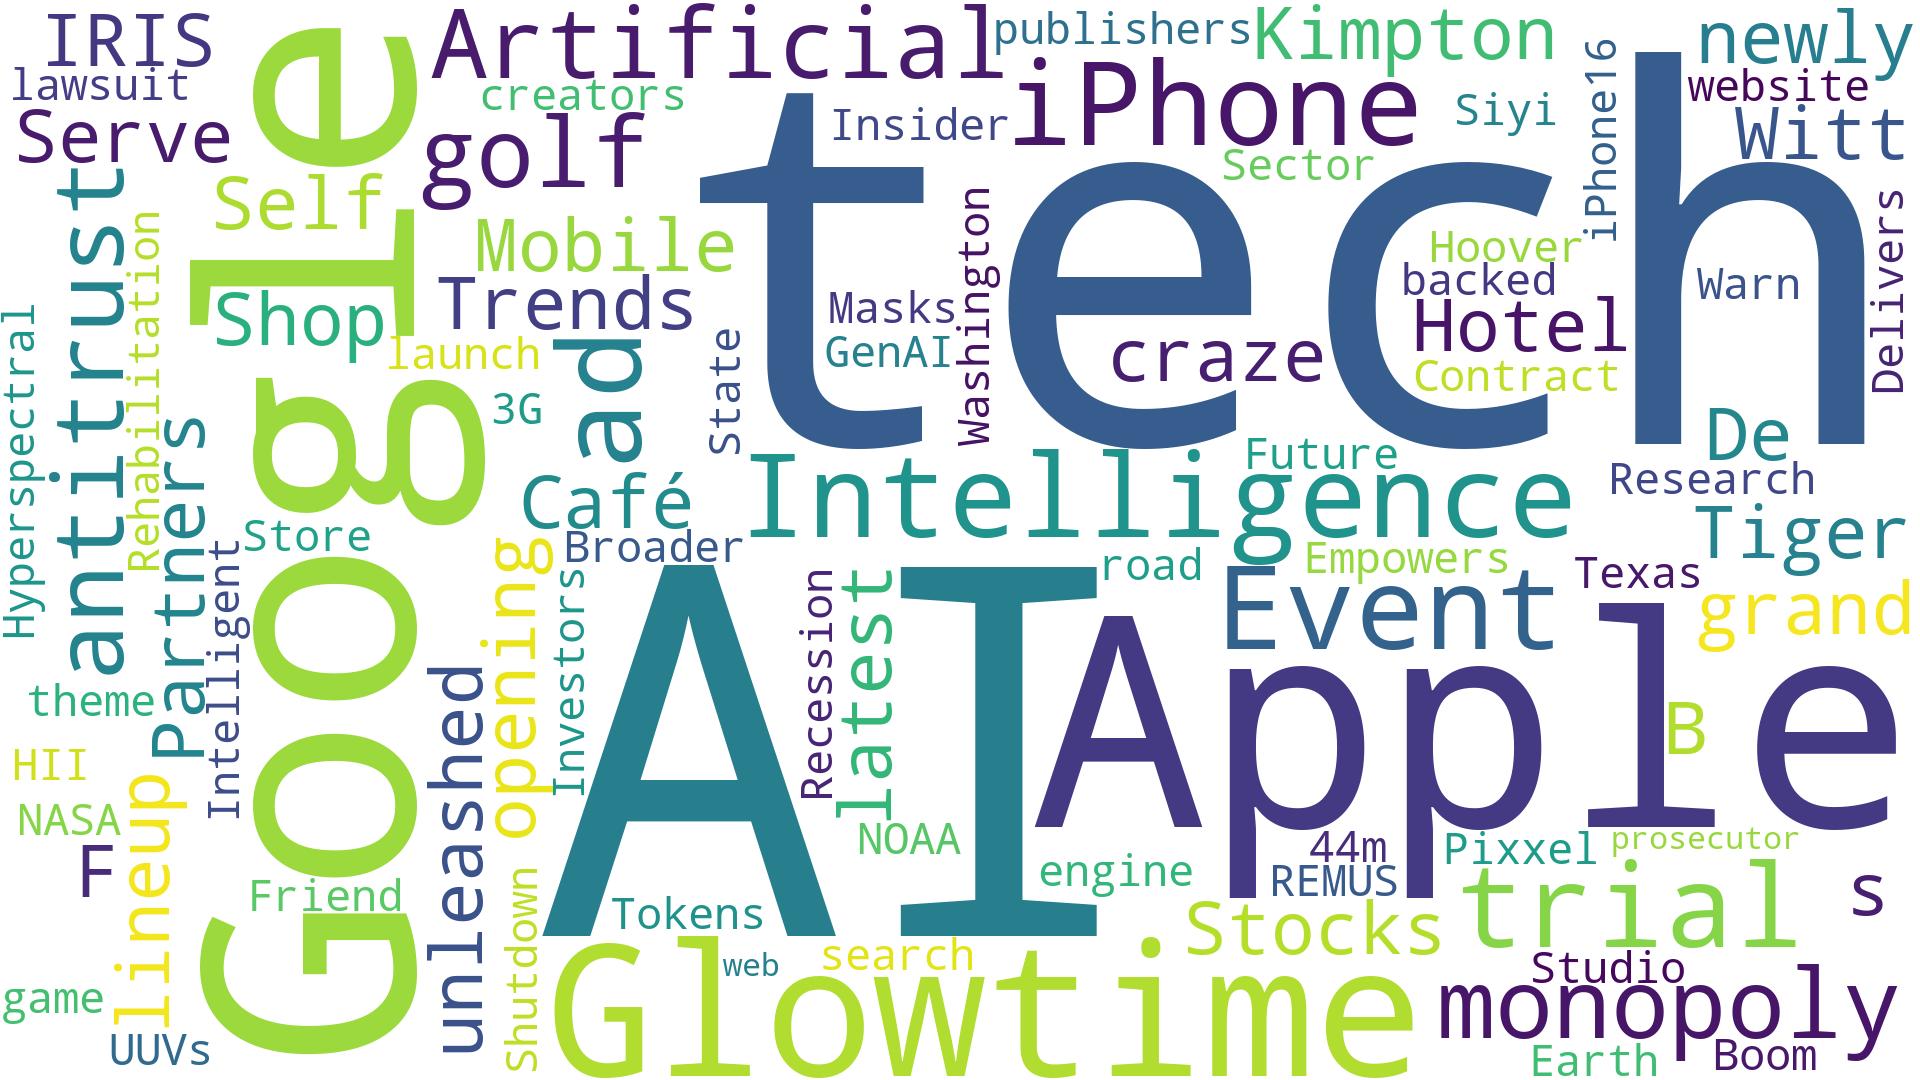 IRIS
lawsuit
Serve
Artificial
creators
golf
publishers
Kimpton
newly
website
Witt
iPhone
Insider
Siyi
Sector
iPhone16
Delivers
tech
Google
antitrust
Rehabilitation
Hyperspectral
Partners
Self
Shop
launch
Mobile
Trends
ad
3G
State
Masks
GenAI
Washington
craze
Hoover
backed
Hotel
Contract
Warn
De
Research
Café
Store
Broader
Intelligence
Future
Empowers
road
Tiger
Texas
grand
Intelligent
opening
Investors
AI
Recession
latest
Event
Apple
B
theme
HII
NASA
F
lineup
unleashed
Friend
Shutdown
Tokens
web
search
NOAA
engine
44m
REMUS
Pixxel
prosecutor
s
Stocks
trial
Studio
monopoly
game
UUVs
Glowtime
Earth
Boom